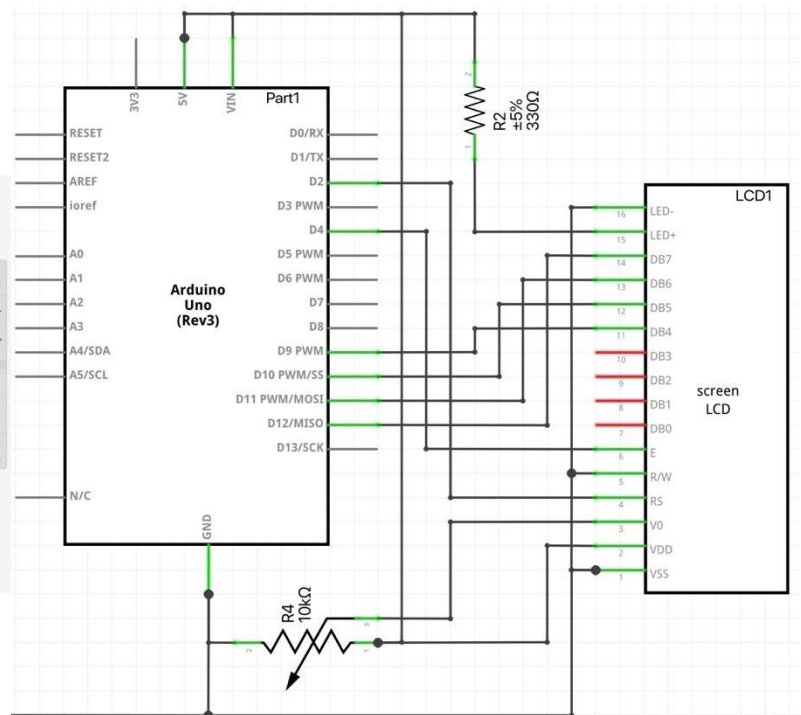 3V3
5V
VIN
Part1
RESET
RESET2
AREF
ioref
A0
A1
A2
A3
A4/SDA
A5/SCL
N/C
Arduino
Uno
(Rev3)
D0/RX
D1/TX
D2
D3 PWM
D4
D5 PWM
D6 PWM
D7
D8
D9 PWM
D10 PWM/SS
D11 PWM/MOSI
D12/MISO
D13/SCK
GND
2
1
R2
±5%
330Ω
LCD1
16 LED-
15 LED+
14 DB7
13 DB6
12 DB5
11 DB4
10 DB3
9 DB2
8 DB1
7 DB0
6 E
5 R/W
4 RS
3 V0
2 VDD
1 VSS
screen
LCD
R4
10kΩ
2
3
1